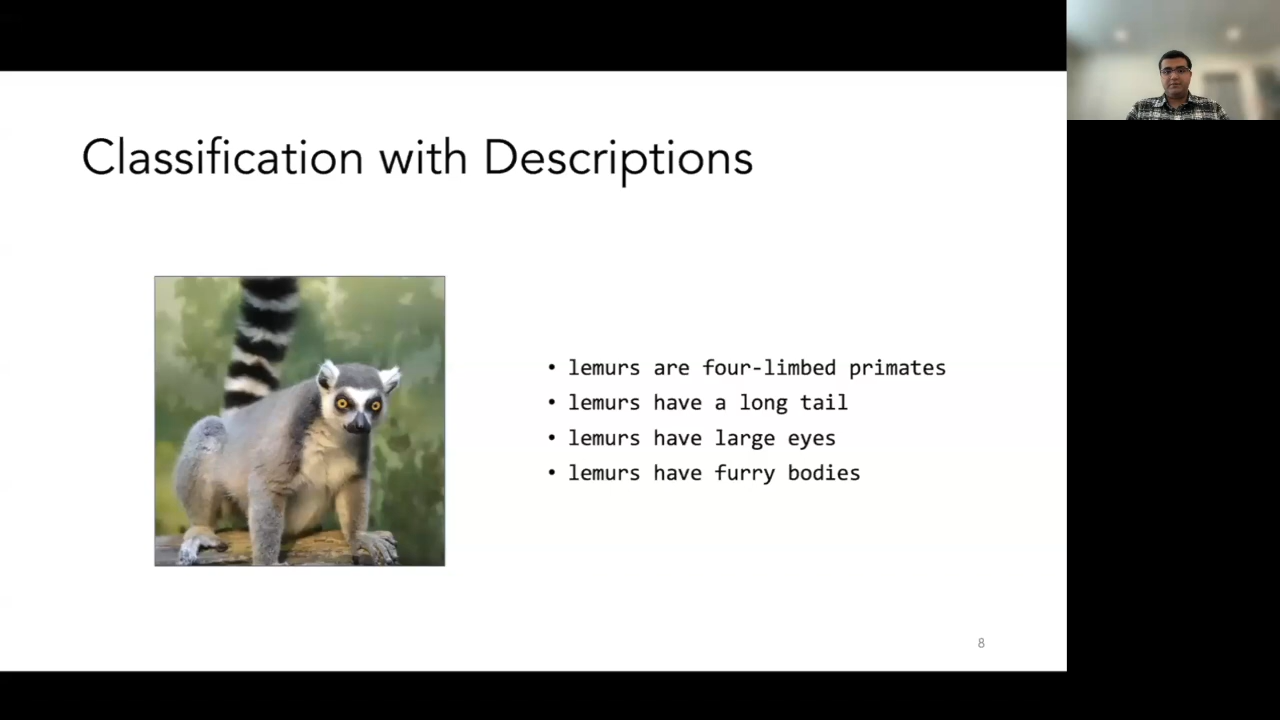 Classification with Descriptions
• lemurs are four-limbed primates
• lemurs have a long tail
• lemurs have large eyes
• lemurs have furry bodies
8